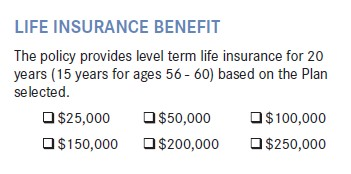 LIFE INSURANCE BENEFIT
The policy provides level term life insurance for 20
years (15 years for ages 56 - 60) based on the Plan
selected.
❑ $25,000 ❑ $50,000 ❑ $100,000
❑ $150,000 ❑ $200,000 ❑ $250,000